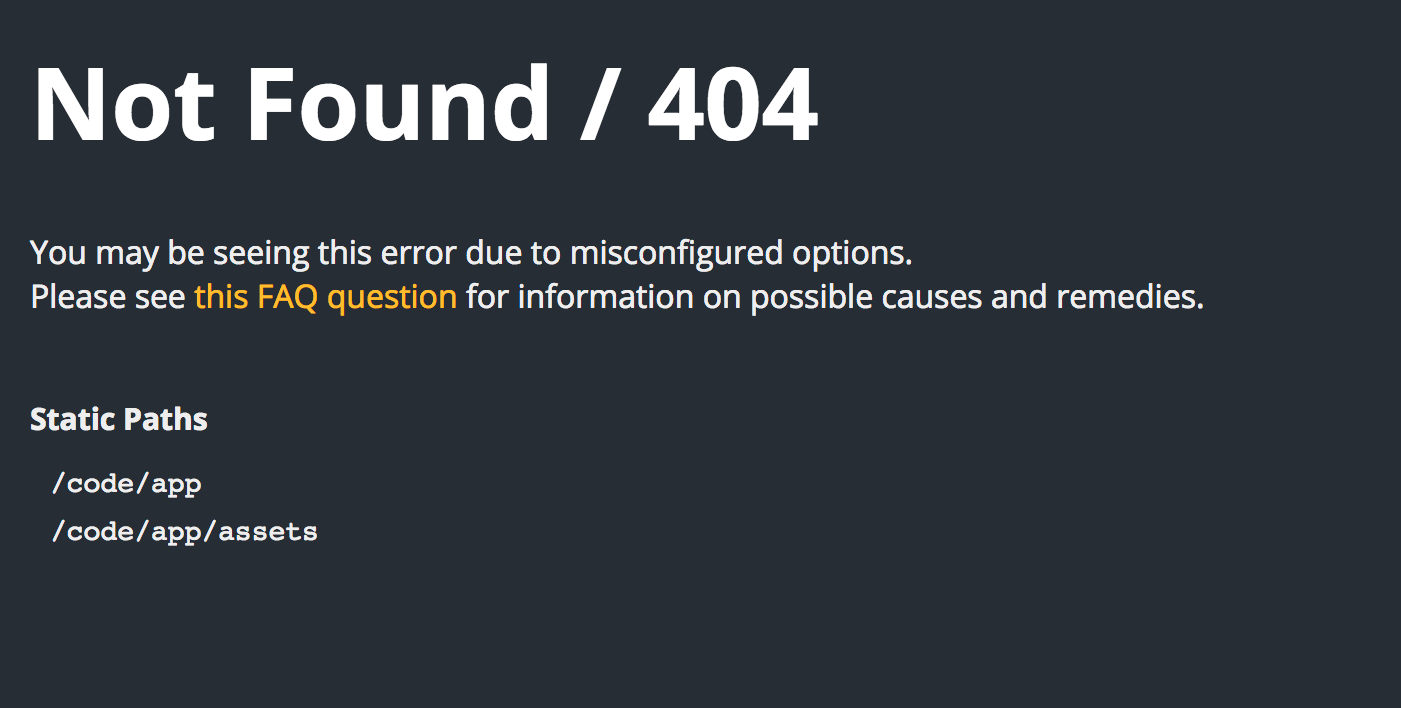 Not Found / 404
You may be seeing this error due to misconfigured options.
Please see this FAQ question for information on possible causes and remedies.
Static Paths
/code/app
/code/app/assets